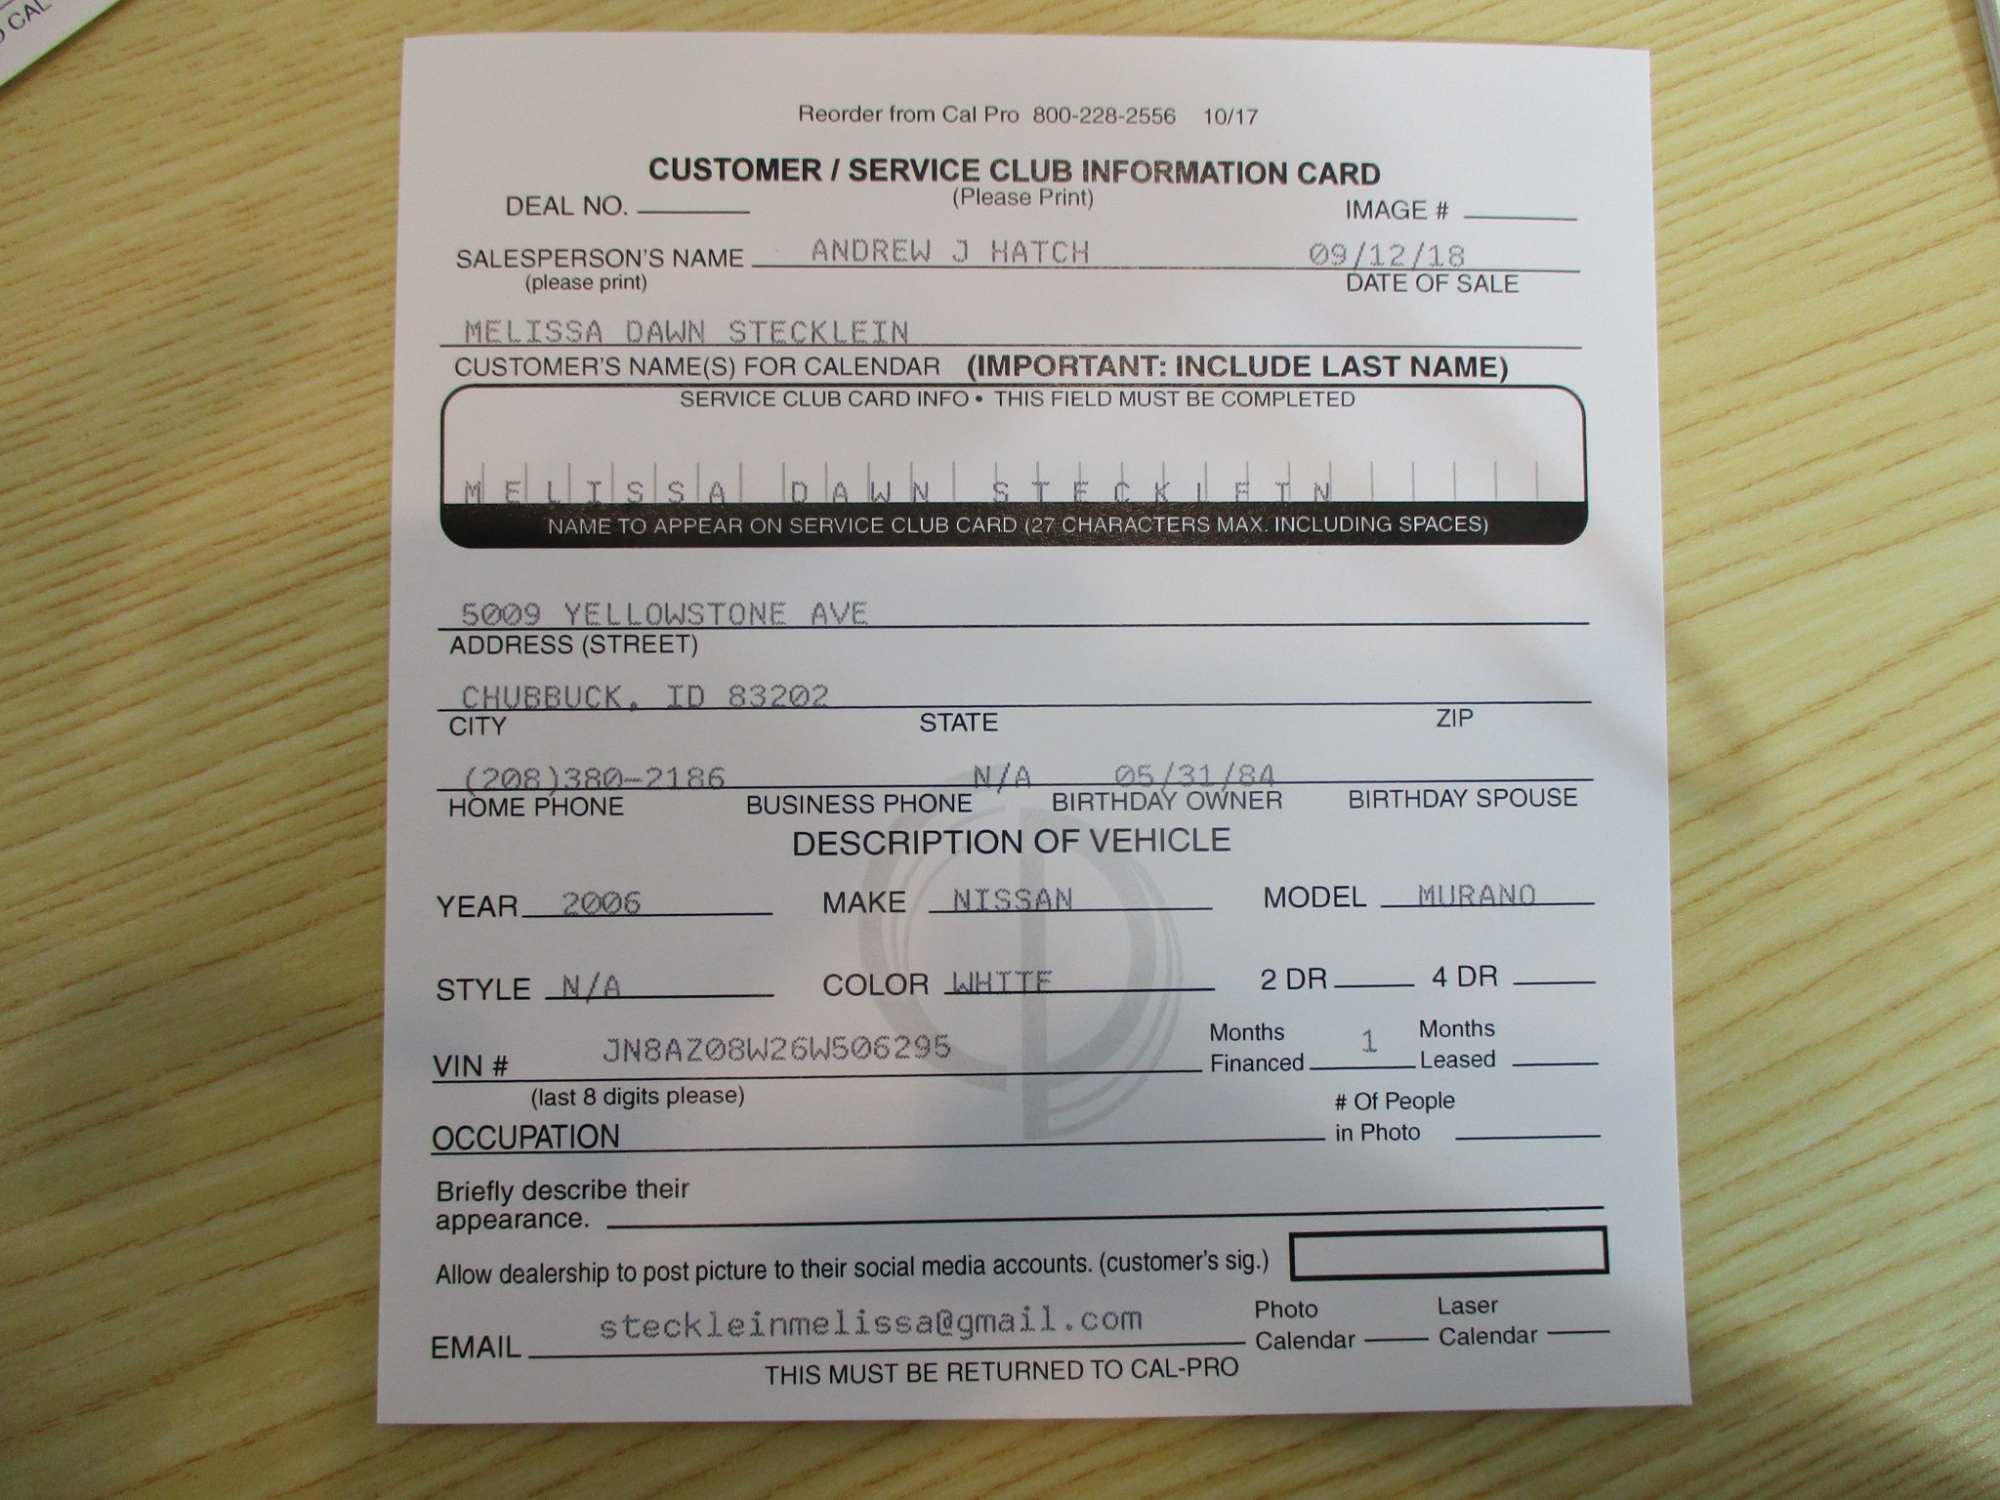 O CAL
Reorder from Cal Pro 800-228-2556 10/17
CUSTOMER / SERVICE CLUB INFORMATION CARD
(Please Print)
DEAL NO. IMAGE #
SALESPERSON'S NAME ANDREW J HATCH 09/12/18
(please print) DATE OF SALE
MELISSA DAWN STECKLEIN
CUSTOMER'S NAME(S) FOR CALENDAR (IMPORTANT: INCLUDE LAST NAME)
SERVICE CLUB CARD INFO • THIS FIELD MUST BE COMPLETED
MELISSA DAWN STECKLEIN
NAME TO APPEAR ON SERVICE CLUB CARD (27 CHARACTERS MAX. INCLUDING SPACES)
5009 YELLOWSTONE AVE
ADDRESS (STREET)
CHUBBUCK, ID 83202
CITY STATE ZIP
(208)380-2186 N/A 05/31/84
HOME PHONE BUSINESS PHONE BIRTHDAY OWNER BIRTHDAY SPOUSE
DESCRIPTION OF VEHICLE
YEAR 2006 MAKE NISSAN MODEL MURANO
STYLE N/A COLOR WHITE 2 DR 4 DR
VIN # JN8AZ08W26W506295 Months Financed 1 Months Leased
(last 8 digits please)
OCCUPATION # Of People in Photo
Briefly describe their
appearance.
Allow dealership to post picture to their social media accounts. (customer's sig.)
EMAIL steckleinmelissa@gmail.com Photo Calendar Laser Calendar
THIS MUST BE RETURNED TO CAL-PRO